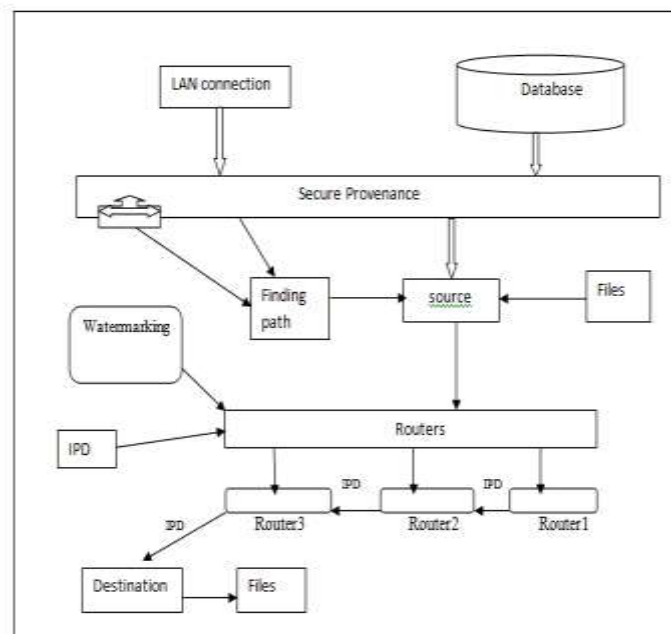 LAN connection
Database
Secure Provenance
Finding
path
source
Files
Watermarking
IPD
Routers
IPD
IPD
IPD
Router3
Router2
Router1
Destination
Files